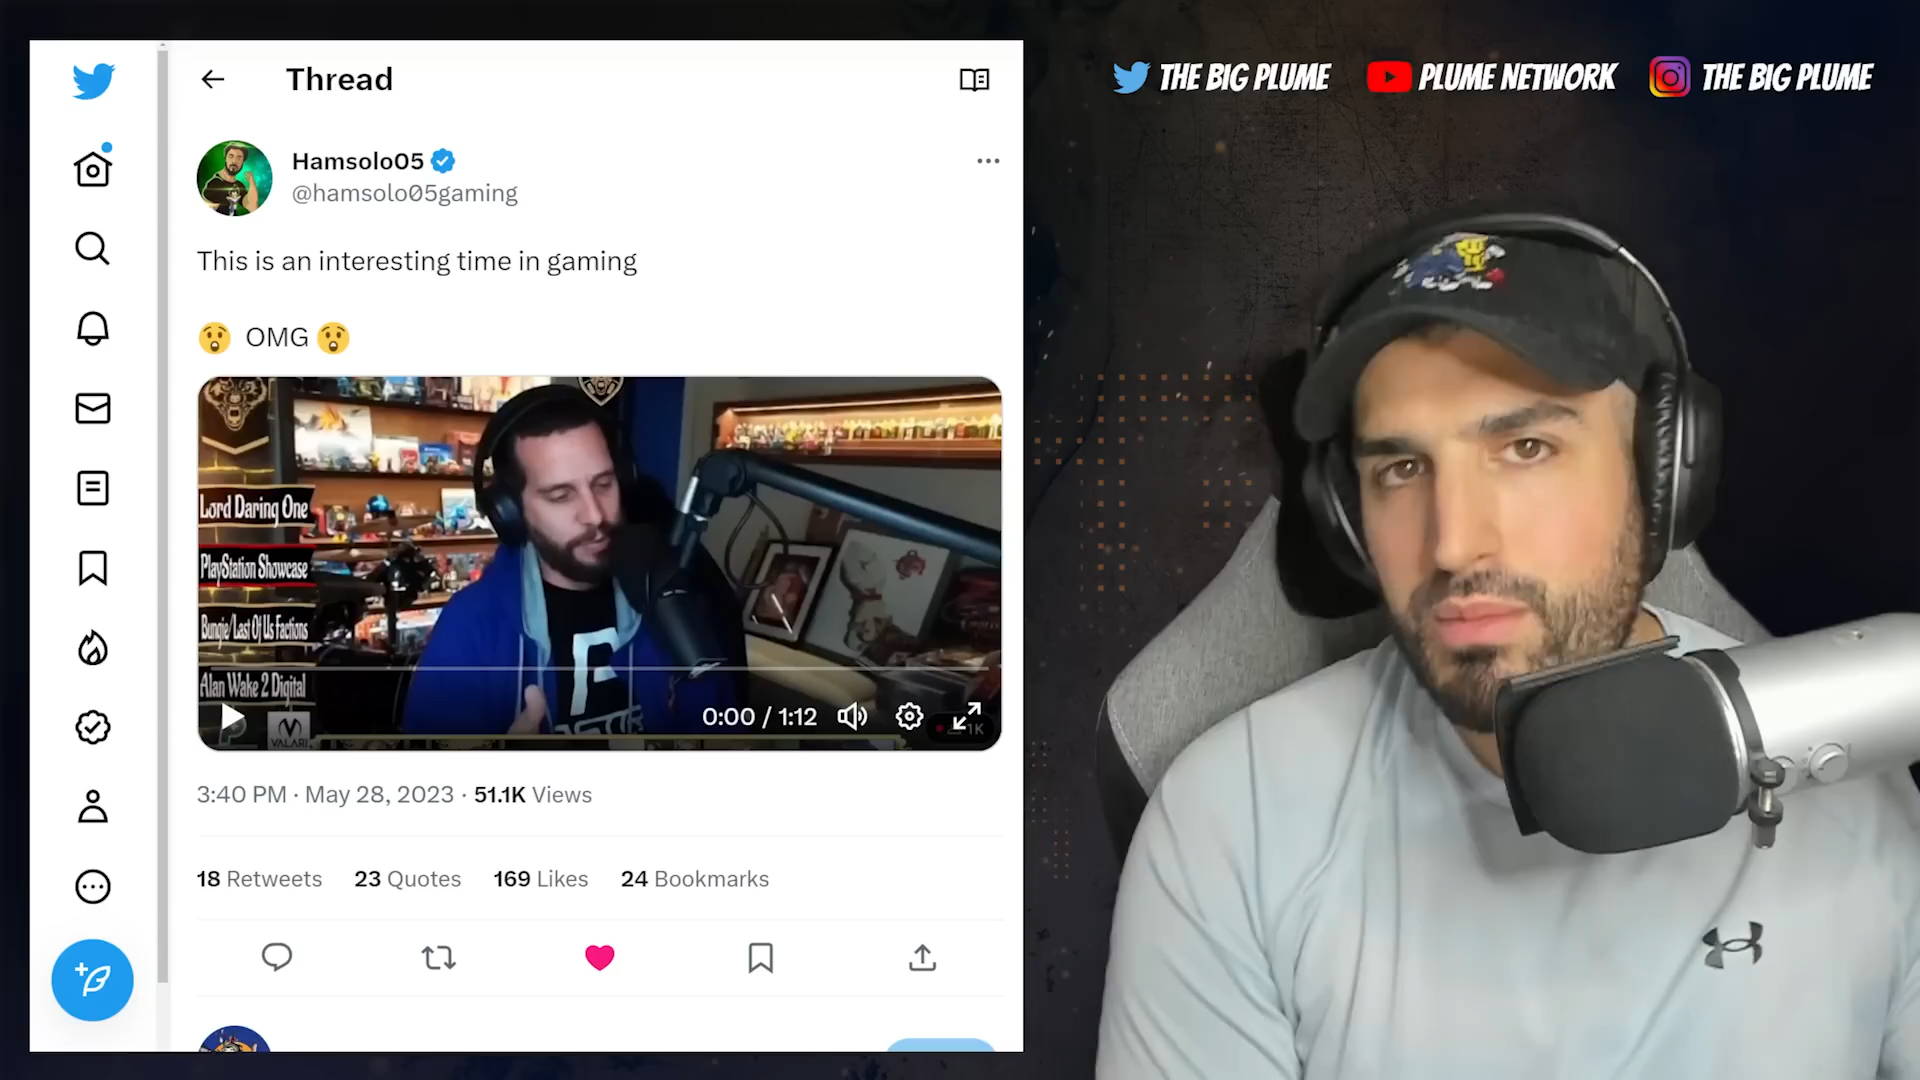 Thread
THE BIG PLUME
PLUME NETWORK
THE BIG PLUME
Hamsolo05
@hamsolo05gaming
This is an interesting time in gaming
😲 OMG 😲
Lord Daring One
PlayStation Showcase
Bungie/Last Of Us Factions
Alan Wake 2 Digital
0:00 / 1:12
3:40 PM · May 28, 2023 · 51.1K Views
18 Retweets 23 Quotes 169 Likes 24 Bookmarks